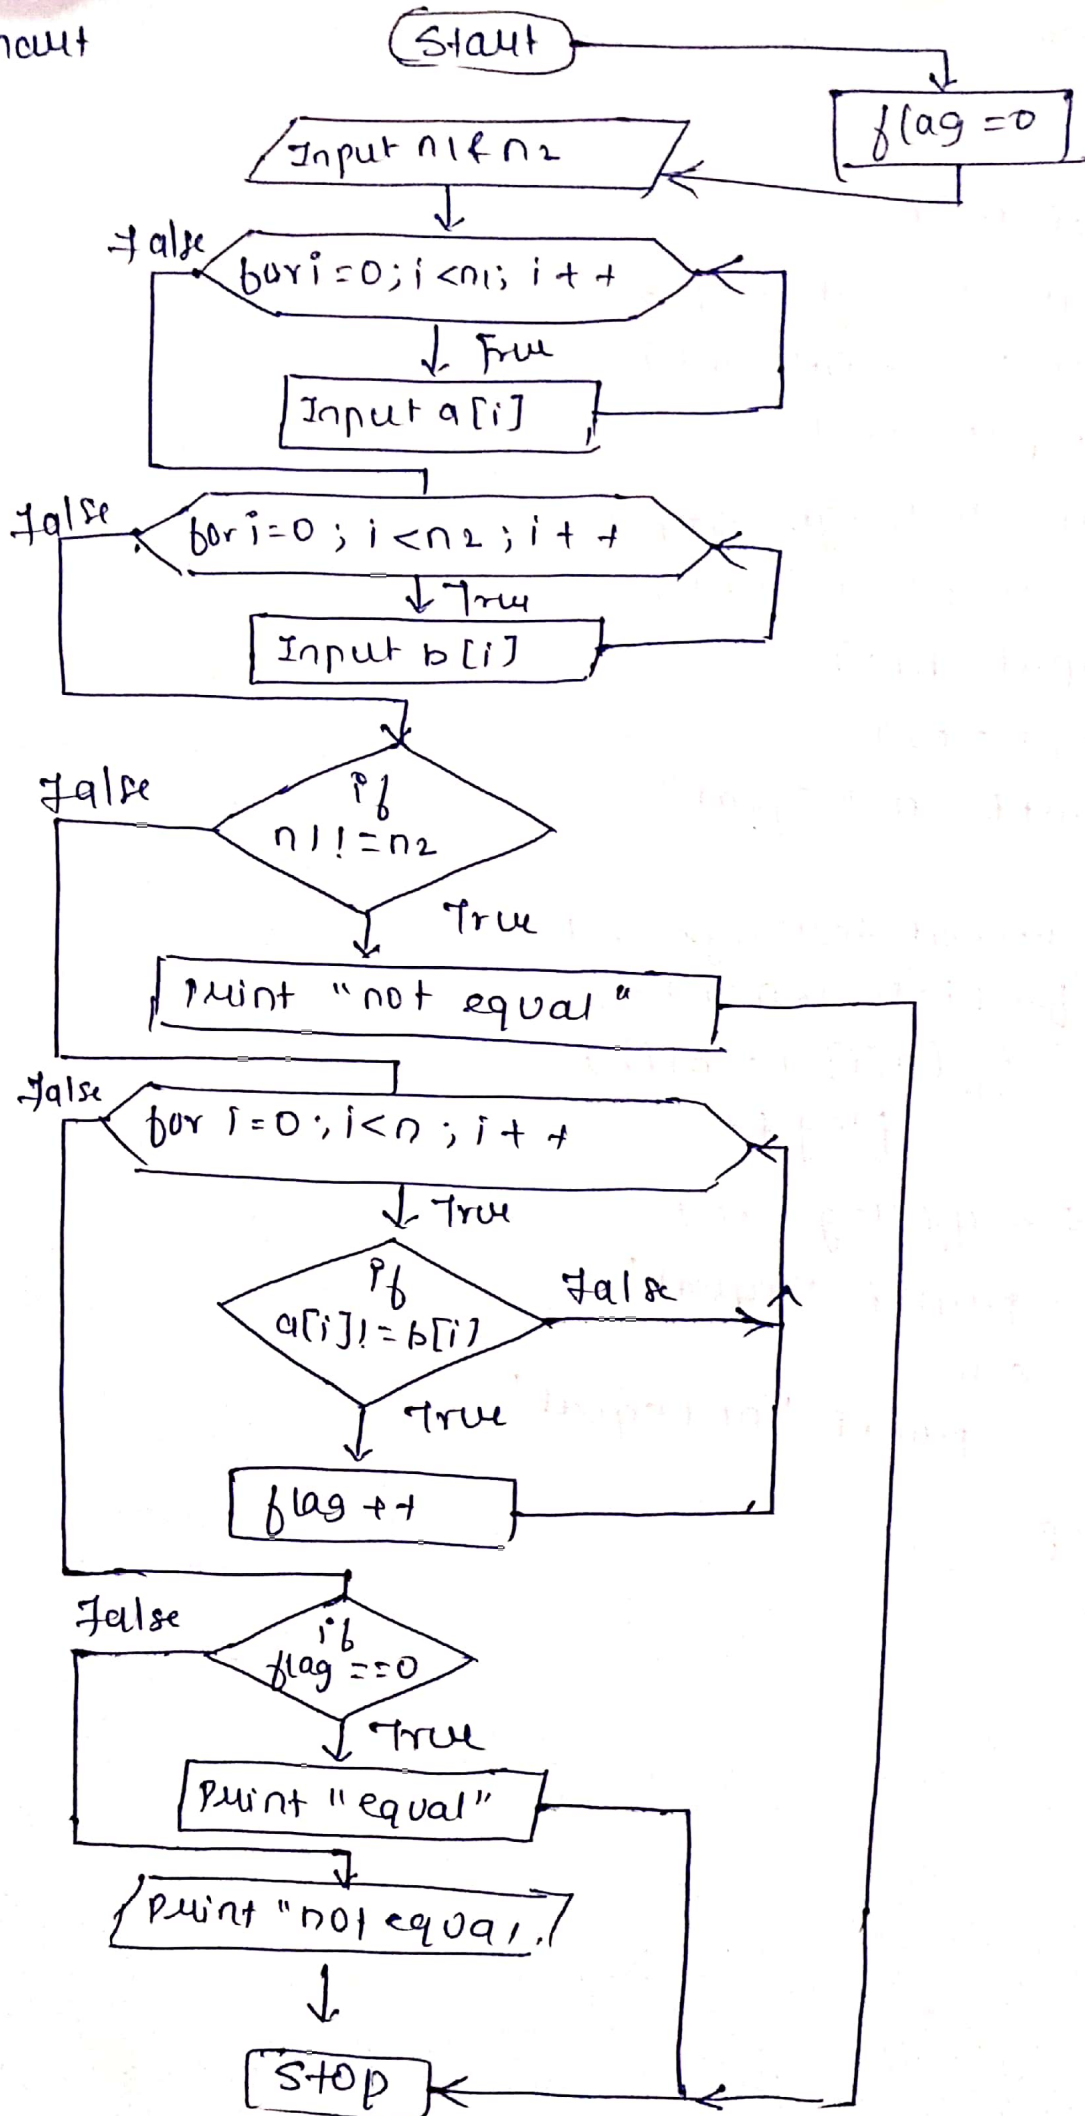 Start
flag = 0
Input n1 & n2
False
for i = 0; i < n1; i++
True
Input a[i]
False
for i = 0; i < n2; i++
True
Input b[i]
False
if
n1! = n2
True
print "not equal"
False
for i = 0; i < n; i++
True
if
a[i]! = b[i]
False
True
flag ++
False
if
flag == 0
True
Print "equal"
print "not equal
Stop